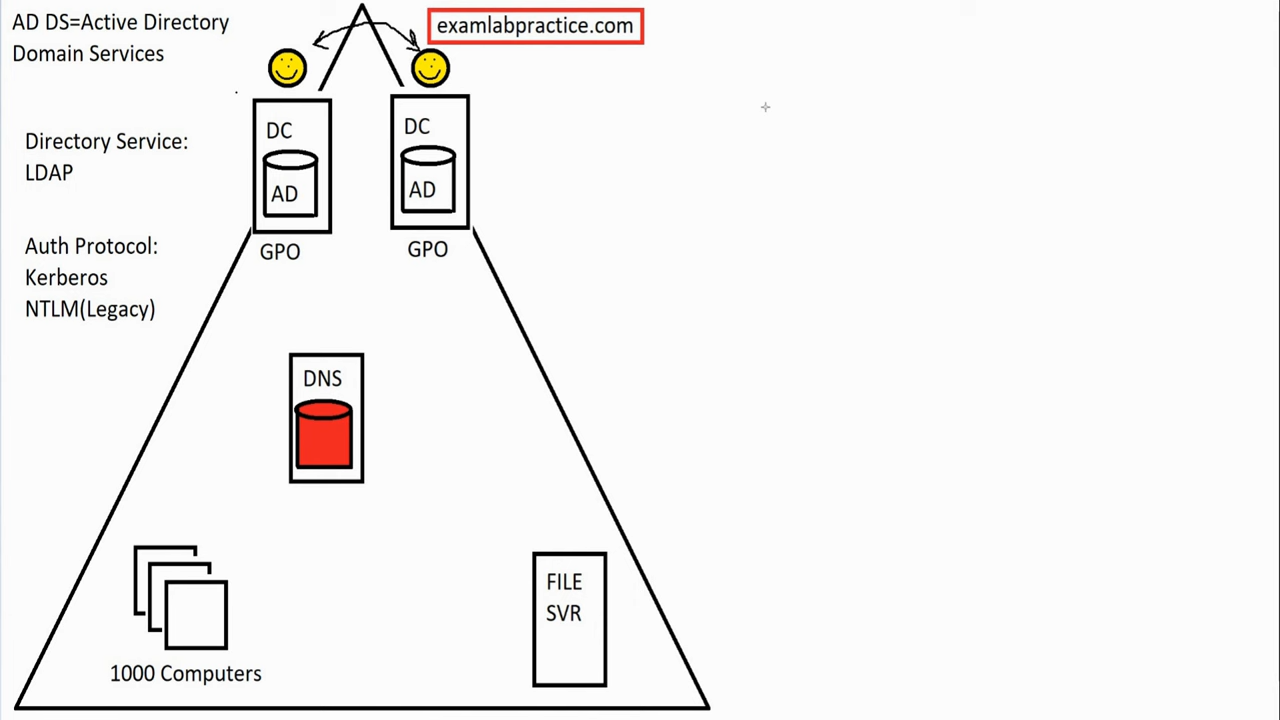 AD DS=Active Directory
Domain Services
examlabpractice.com
Directory Service:
LDAP
Auth Protocol:
Kerberos
NTLM(Legacy)
DC
AD
GPO
DC
AD
GPO
DNS
1000 Computers
FILE
SVR